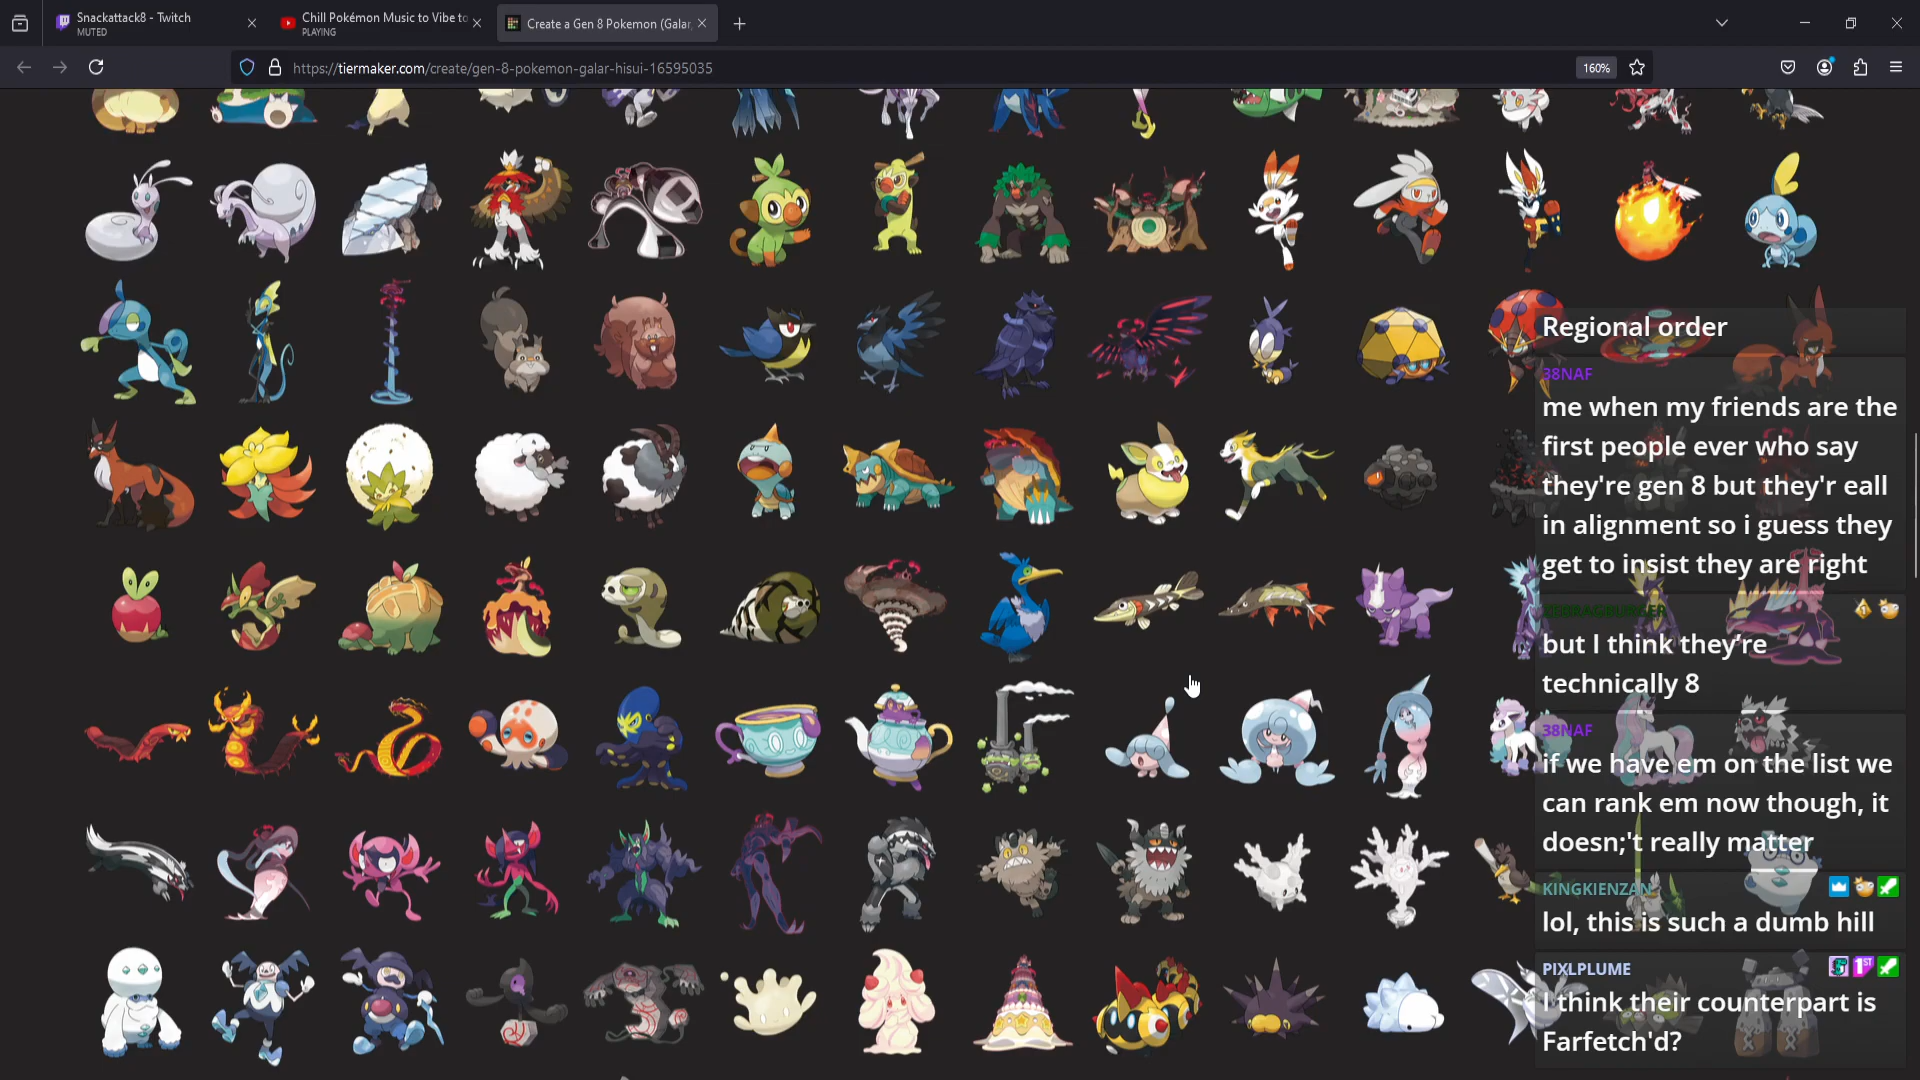 Snackattack8 - Twitch
MUTED
Chill Pokémon Music to Vibe to
PLAYING
Create a Gen 8 Pokemon (Galar,
https://tiermaker.com/create/gen-8-pokemon-galar-hisui-16595035
160%
Regional order
38NAF
me when my friends are the
first people ever who say
they're gen 8 but they'r eall
in alignment so i guess they
get to insist they are right
but I think they're
technically 8
38NAF
if we have em on the list we
can rank em now though, it
doesn;'t really matter
KINGKIENZAN
lol, this is such a dumb hill
PIXLPLUME
I think their counterpart is
Farfetch'd?